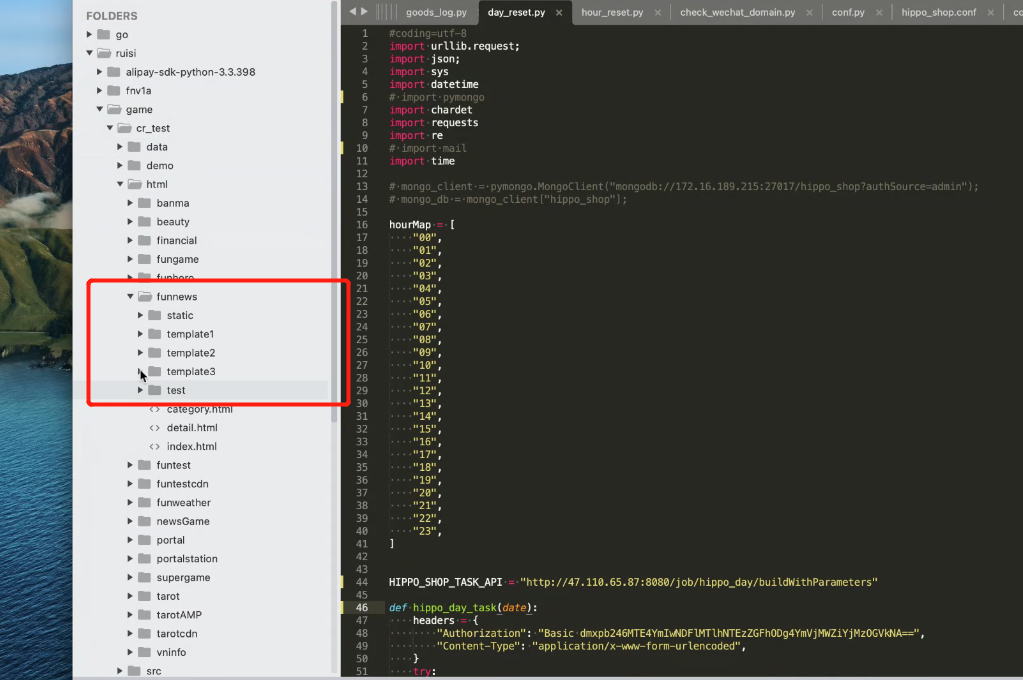 FOLDERS
go
ruisi
alipay-sdk-python-3.3.398
fnv1a
game
cr_test
data
demo
html
banma
beauty
financial
fungame
funhero
funnews
static
template1
template2
template3
test
category.html
detail.html
index.html
funtest
funtestcdn
funweather
newsGame
portal
portalstation
supergame
tarot
tarotAMP
tarotcdn
vninfo
src
goods_log.py
day_reset.py ×
hour_reset.py ×
check_wechat_domain.py ×
conf.py ×
hippo_shop.conf ×
co
1 #coding=utf-8
2 import urllib.request;
3 import json;
4 import sys
5 import datetime
6 # import pymongo
7 import chardet
8 import requests
9 import re
10 # import mail
11 import time
12
13 # mongo_client = pymongo.MongoClient("mongodb://172.16.189.215:27017/hippo_shop?authSource=admin");
14 # mongo_db = mongo_client["hippo_shop"];
15
16 hourMap = [
17 "00",
18 "01",
19 "02",
20 "03",
21 "04",
22 "05",
23 "06",
24 "07",
25 "08",
26 "09",
27 "10",
28 "11",
29 "12",
30 "13",
31 "14",
32 "15",
33 "16",
34 "17",
35 "18",
36 "19",
37 "20",
38 "21",
39 "22",
40 "23",
41 ]
42
43
44 HIPPO_SHOP_TASK_API = "http://47.110.65.87:8080/job/hippo_day/buildWithParameters"
45
46 def hippo_day_task(date):
47 headers = {
48 "Authorization": "Basic dmxpb246MTE4YmIwNDFlMTlhNTEzZGFhODg4YmVjMWZiYjMzOGVkNA==",
49 "Content-Type": "application/x-www-form-urlencoded",
50 }
51 try: